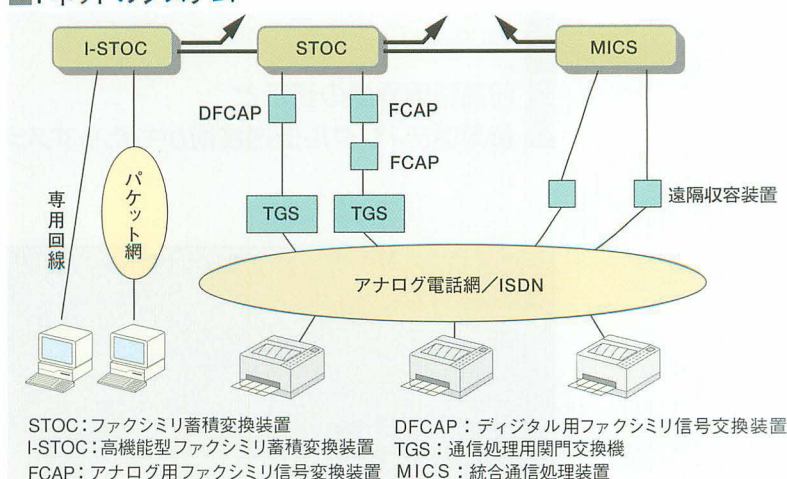 I-STOC
STOC
MICS
DFCAP
FCAP
FCAP
パケット網
専用回線
TGS
TGS
遠隔収容装置
アナログ電話網/ISDN
STOC:ファクシミリ蓄積変換装置
I-STOC:高機能型ファクシミリ蓄積変換装置
FCAP:アナログ用ファクシミリ信号変換装置
DFCAP:ディジタル用ファクシミリ信号交換装置
TGS:通信処理用関門交換機
MICS:統合通信処理装置